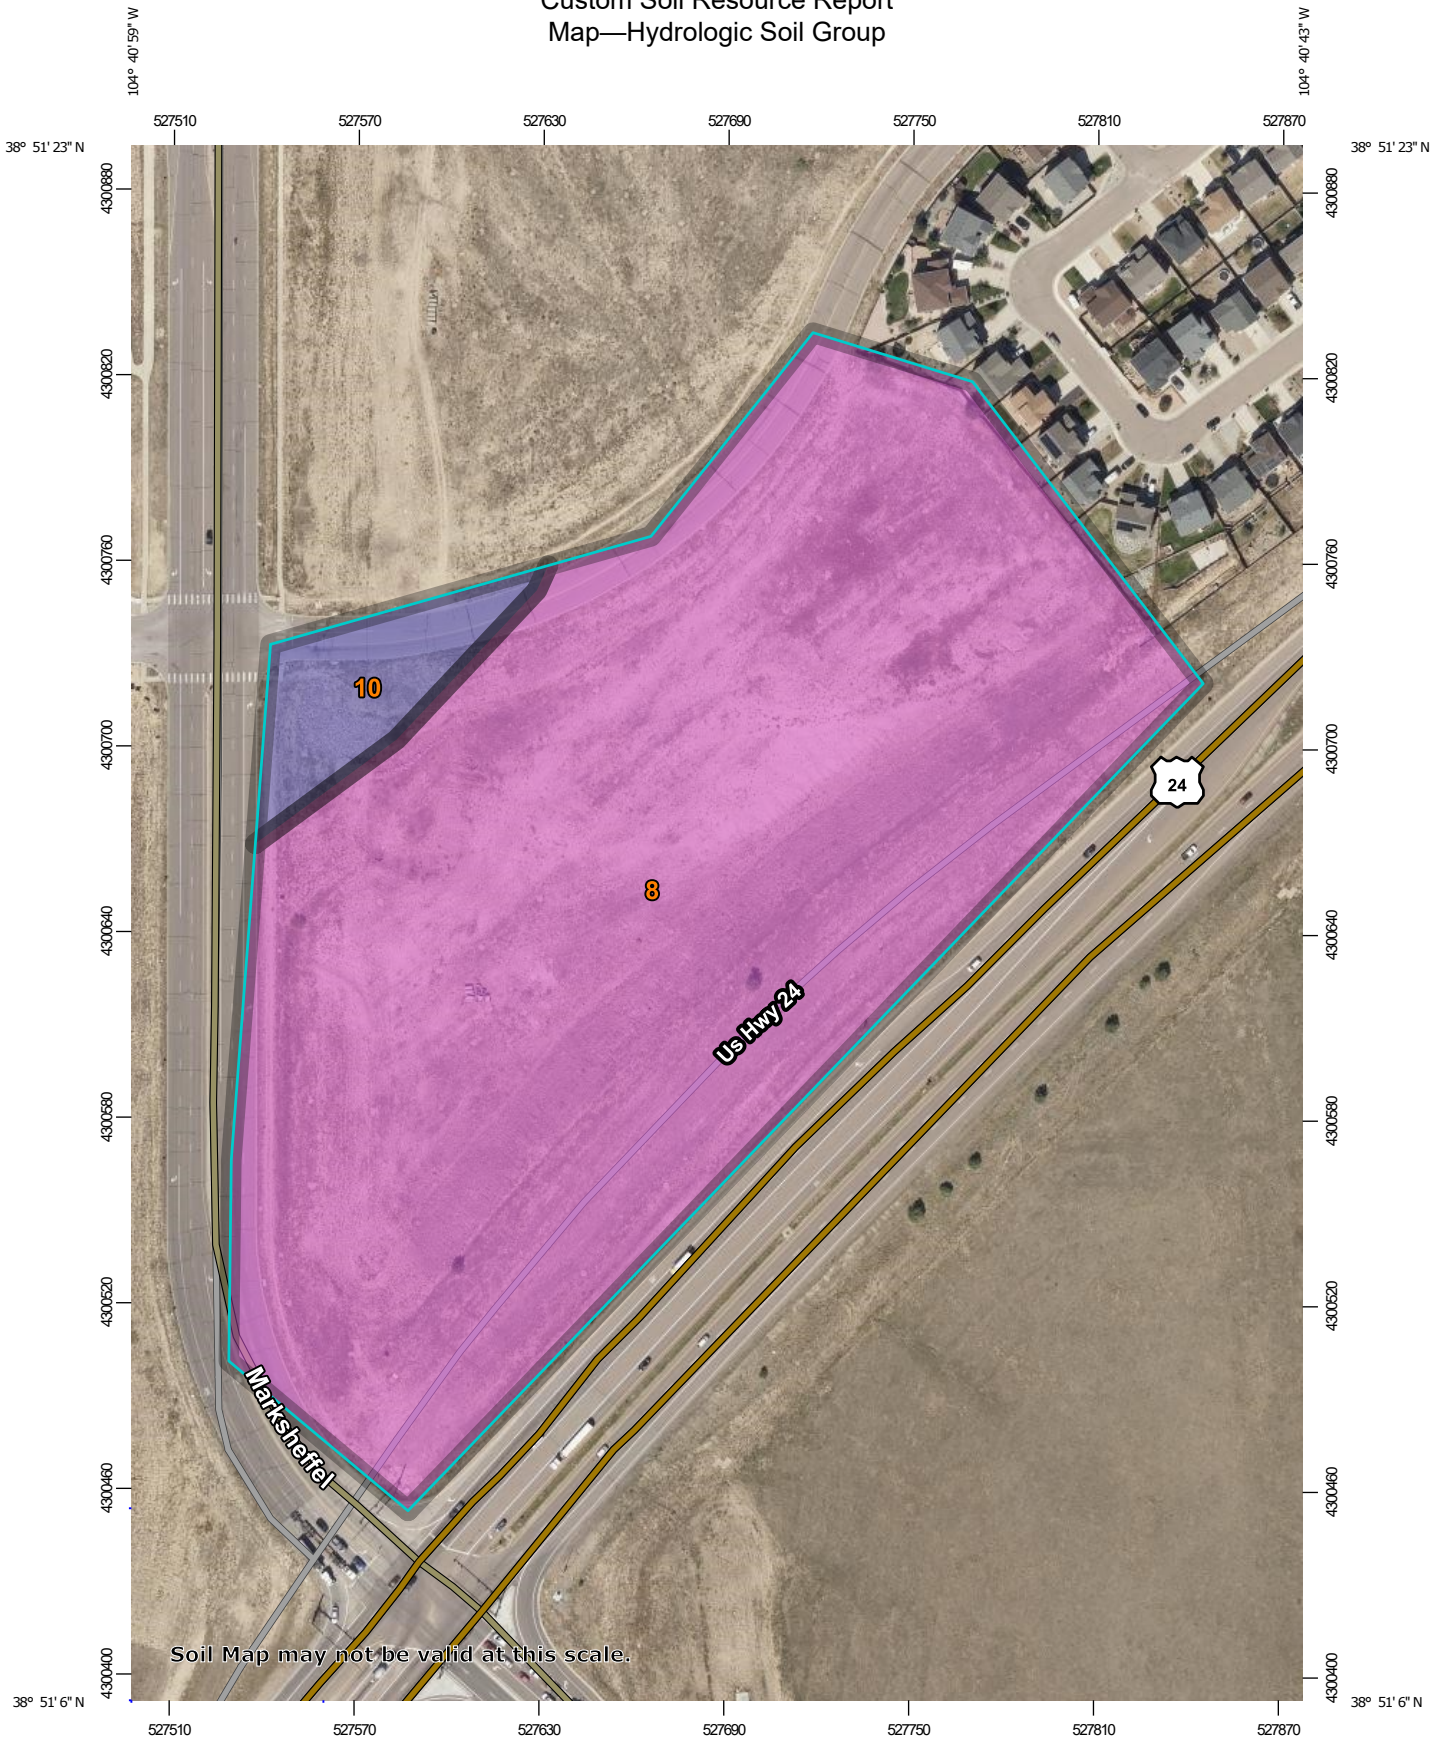 Custom Soil Resource Report
Map—Hydrologic Soil Group
104° 40' 59" W
104° 40' 43" W
527510 527570 527630 527690 527750 527810 527870
38° 51' 23" N
38° 51' 23" N
4300880
4300880
4300820
4300820
4300760
4300760
10
4300700
4300700
24
8
4300640
4300640
Us Hwy 24
4300580
4300580
4300520
4300520
Marksheffel
4300460
4300460
Soil Map may not be valid at this scale.
4300400
4300400
38° 51' 6" N
38° 51' 6" N
527510 527570 527630 527690 527750 527810 527870